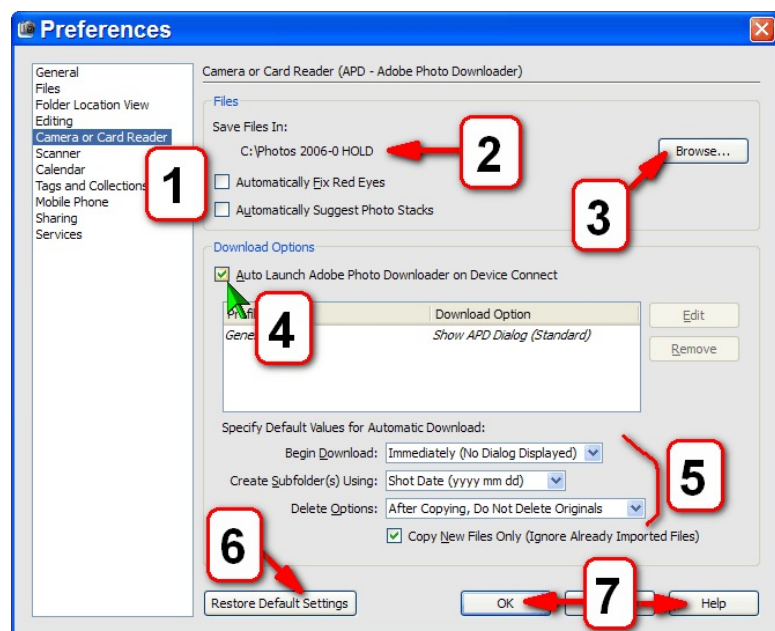 Preferences
General
Files
Folder Location View
Editing
Camera or Card Reader
Scanner
Calendar
Tags and Collections
Mobile Phone
Sharing
Services
1
Camera or Card Reader (APD - Adobe Photo Downloader)
Files
Save Files In:
C:\Photos 2006-0 HOLD
2
Browse...
3
Automatically Fix Red Eyes
Automatically Suggest Photo Stacks
Download Options
Auto Launch Adobe Photo Downloader on Device Connect
4
Download Option
Show APD Dialog (Standard)
Edit
Remove
Specify Default Values for Automatic Download:
Begin Download: Immediately (No Dialog Displayed)
Create Subfolder(s) Using: Shot Date (yyyy mm dd)
Delete Options: After Copying, Do Not Delete Originals
5
Copy New Files Only (Ignore Already Imported Files)
6
Restore Default Settings
OK
7
Help